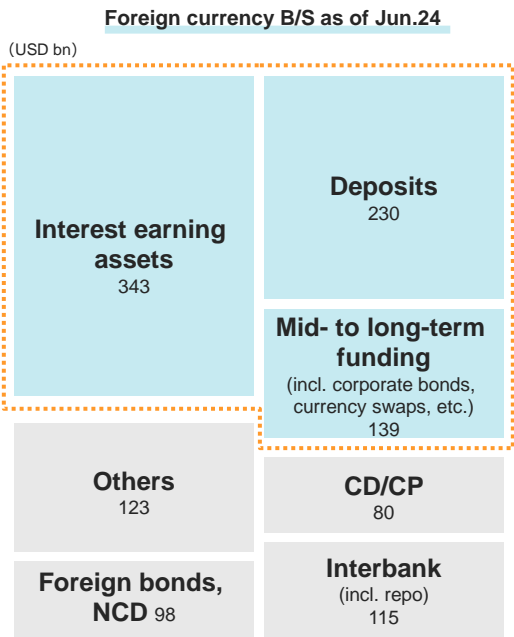 Foreign currency B/S as of Jun.24
（USD bn）
Interest earning
assets
343
Deposits
230
Mid- to long-term
funding
(incl. corporate bonds,
currency swaps, etc.)
139
Others
123
CD/CP
80
Foreign bonds,
NCD 98
Interbank
(incl. repo)
115